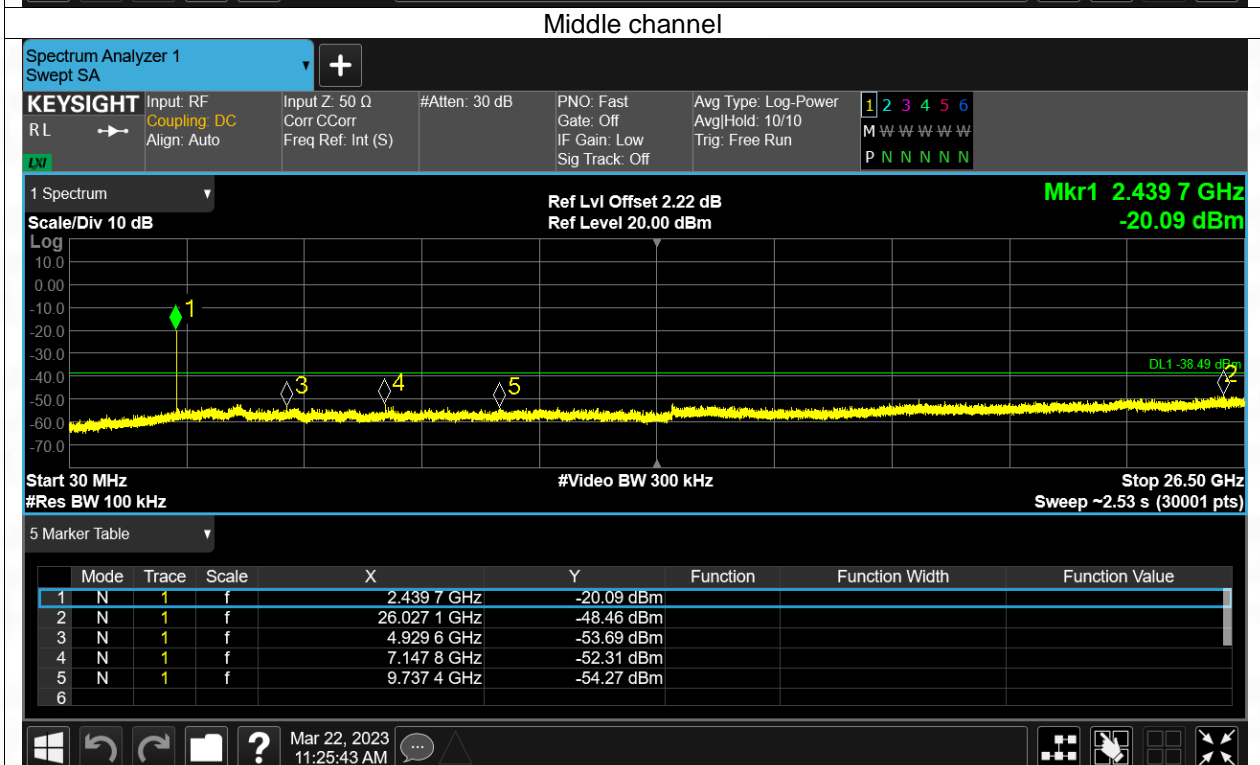 Middle channel
Spectrum Analyzer 1
Swept SA
+
KEYSIGHT Input: RF Input Z: 50 Ω #Atten: 30 dB PNO: Fast Avg Type: Log-Power 1 2 3 4 5 6
RL Coupling: DC Corr CCorr Gate: Off Avg|Hold: 10/10 M W W W W W
Align: Auto Freq Ref: Int (S) IF Gain: Low Trig: Free Run
LXI Sig Track: Off P N N N N N
1 Spectrum Ref Lvl Offset 2.22 dB Mkr1 2.439 7 GHz
Scale/Div 10 dB Ref Level 20.00 dBm -20.09 dBm
Log
10.0
0.00
-10.0 1
-20.0
-30.0
DL1 -38.49 dBm
-40.0 3 4 5 2
-50.0
-60.0
-70.0
Start 30 MHz #Video BW 300 kHz Stop 26.50 GHz
#Res BW 100 kHz Sweep ~2.53 s (30001 pts)
5 Marker Table
Mode Trace Scale X Y Function Function Width Function Value
1 N 1 f 2.439 7 GHz -20.09 dBm
2 N 1 f 26.027 1 GHz -48.46 dBm
3 N 1 f 4.929 6 GHz -53.69 dBm
4 N 1 f 7.147 8 GHz -52.31 dBm
5 N 1 f 9.737 4 GHz -54.27 dBm
6
? Mar 22, 2023
11:25:43 AM